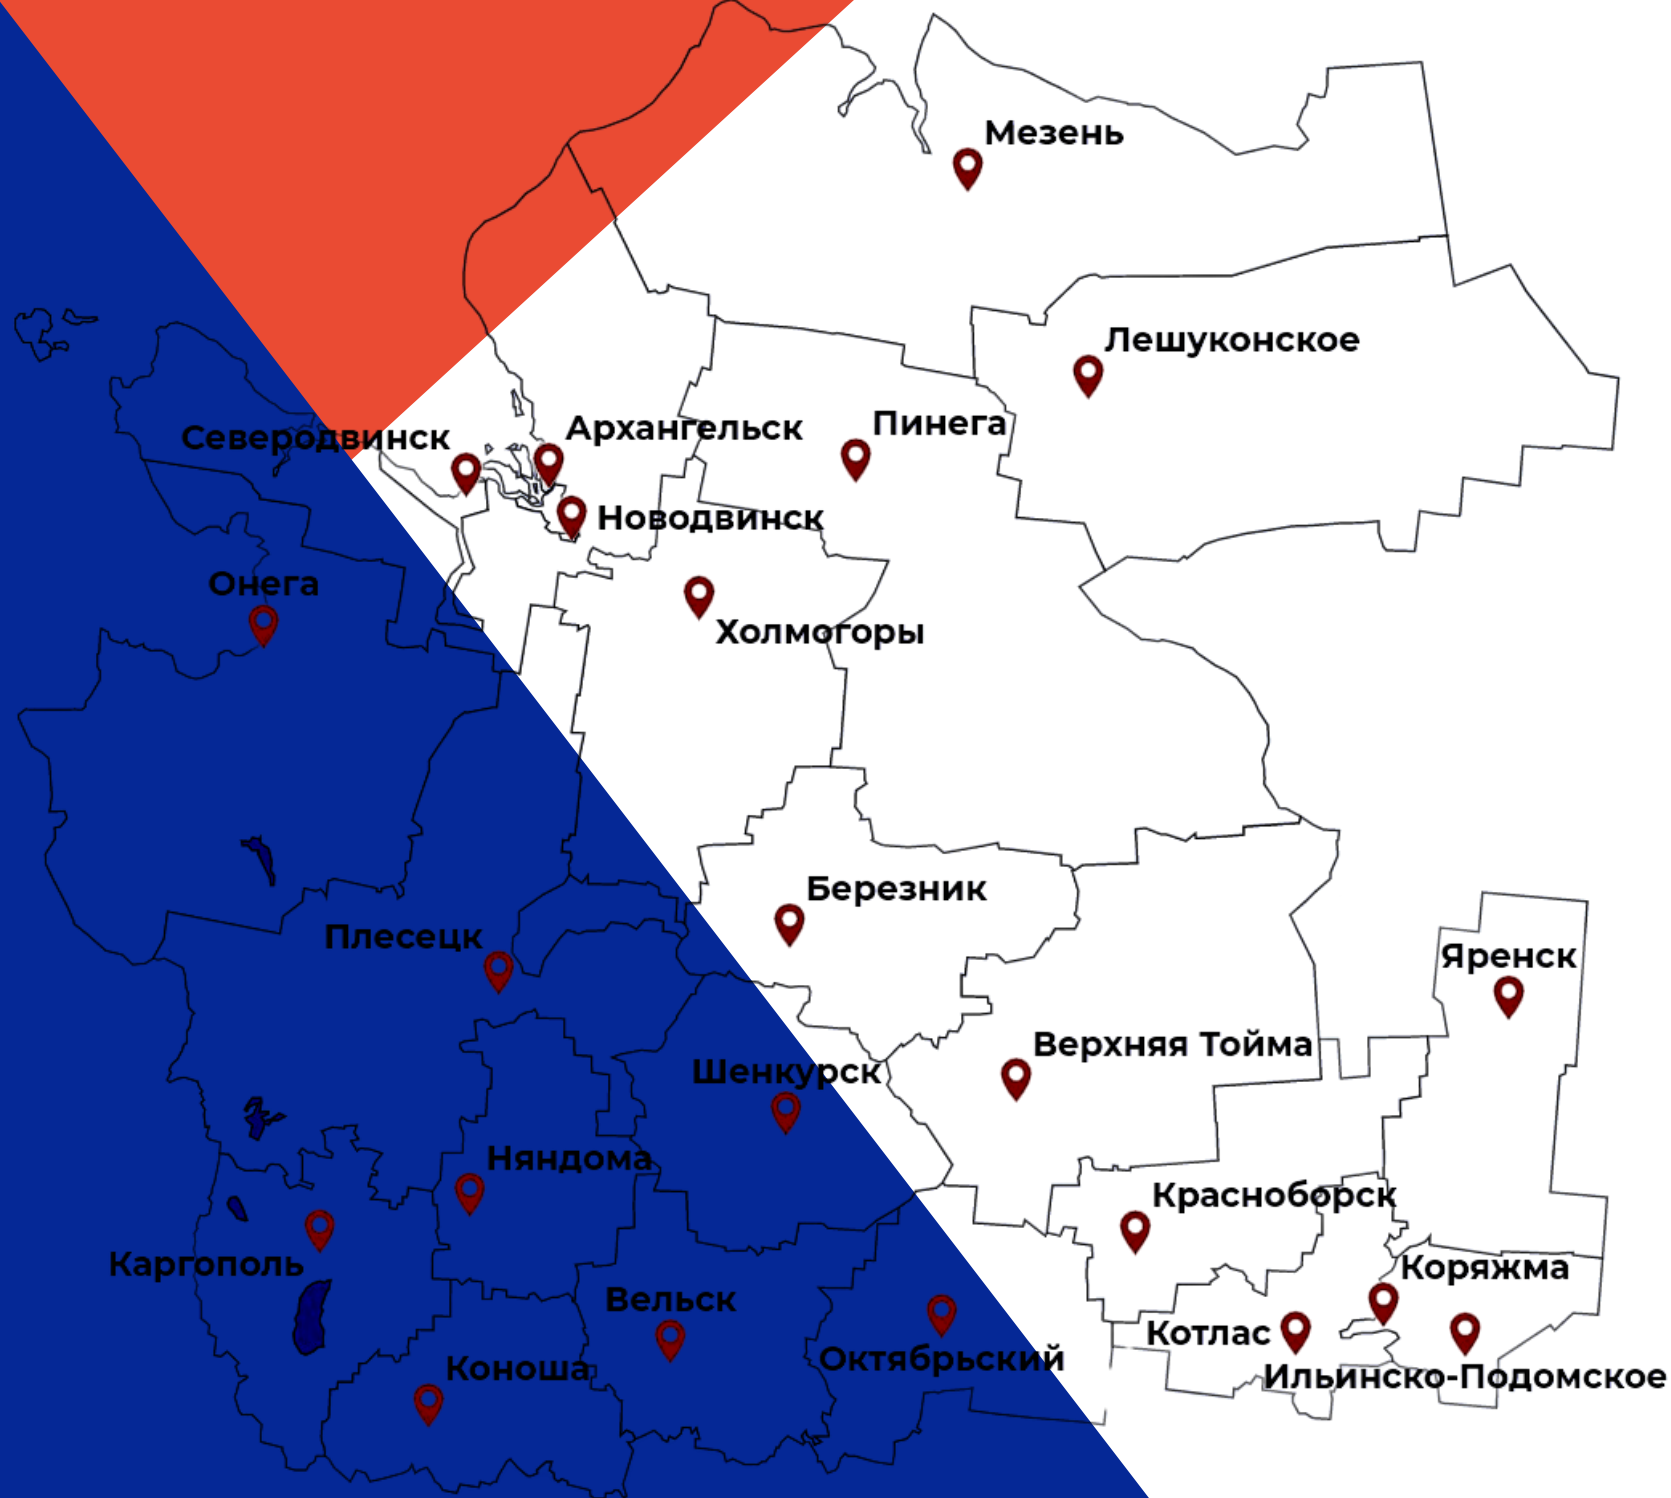 Мезень
Лешуконское
Пинега
Архангельск
Северодвинск
Новодвинск
Онега
Холмогоры
Березник
Плесецк
Яренск
Верхняя Тойма
Шенкурск
Няндома
Красноборск
Каргополь
Коряжма
Вельск
Котлас
Октябрьский
Коноша
Ильинско-Подомское